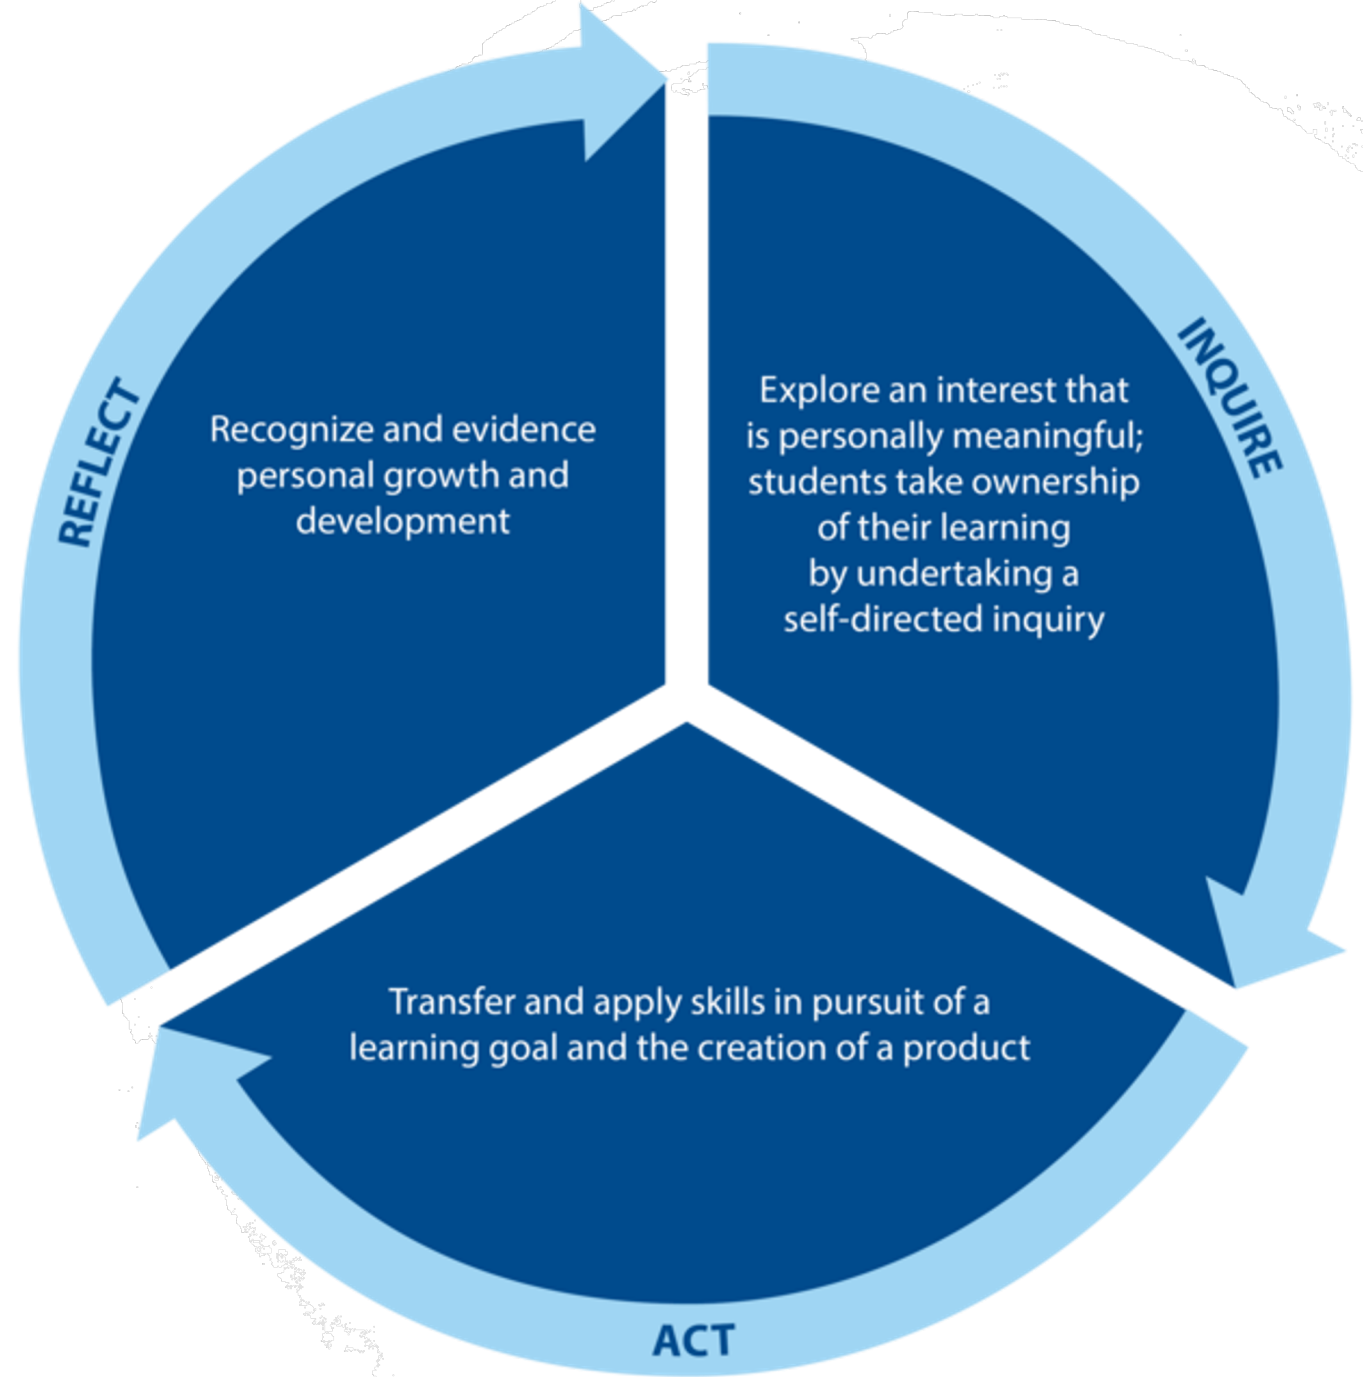 INQUIRE
Explore an interest that
is personally meaningful;
students take ownership
of their learning
by undertaking a
self-directed inquiry
ACT
Transfer and apply skills in pursuit of a
learning goal and the creation of a product
REFLECT
Recognize and evidence
personal growth and
development